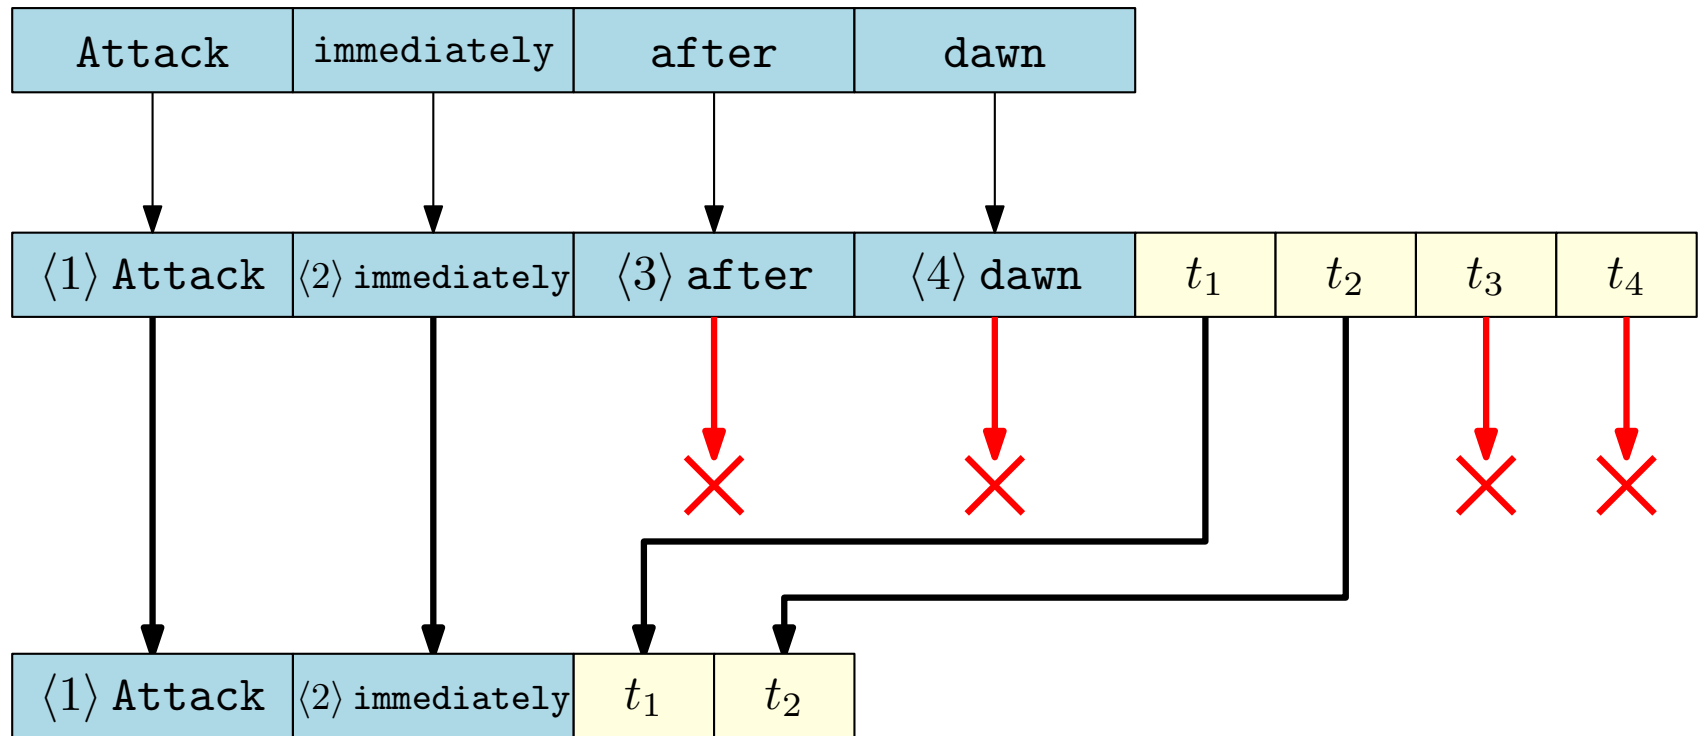 Attack immediately after dawn
⟨1⟩ Attack ⟨2⟩ immediately ⟨3⟩ after ⟨4⟩ dawn t₁ t₂ t₃ t₄
⟨1⟩ Attack ⟨2⟩ immediately t₁ t₂